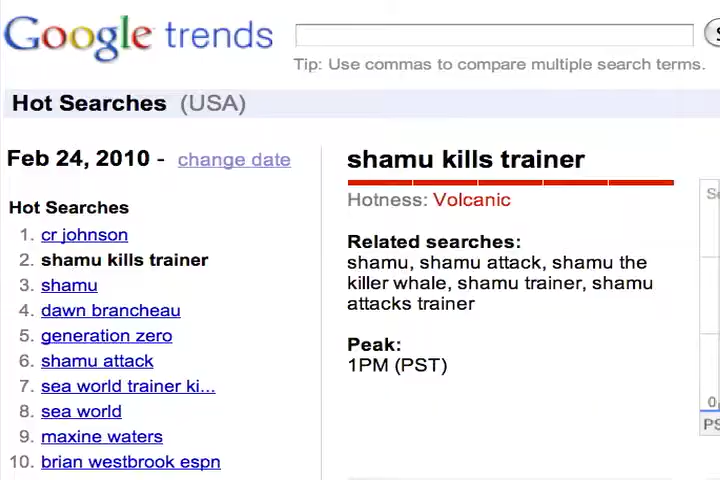 Google trends
Tip: Use commas to compare multiple search terms.
Hot Searches (USA)
Feb 24, 2010 - change date
Hot Searches
1. cr johnson
2. shamu kills trainer
3. shamu
4. dawn brancheau
5. generation zero
6. shamu attack
7. sea world trainer ki...
8. sea world
9. maxine waters
10. brian westbrook espn
shamu kills trainer
Hotness: Volcanic
Related searches:
shamu, shamu attack, shamu the
killer whale, shamu trainer, shamu
attacks trainer
Peak:
1PM (PST)
0